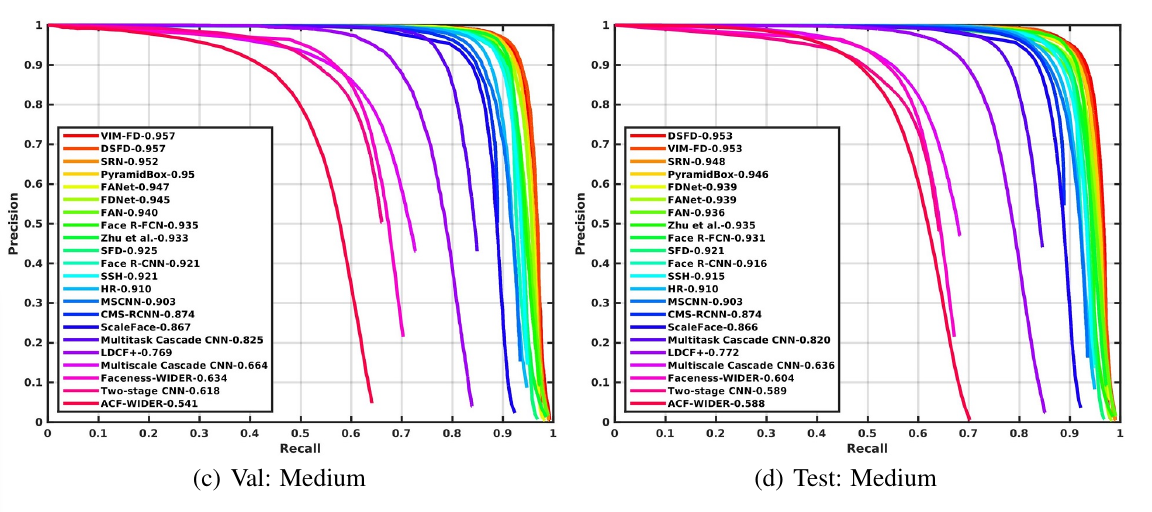 1
0.9
0.8
0.7
0.6
0.5
0.4
0.3
0.2
0.1
0
Precision
VIM-FD-0.957
DSFD-0.957
SRN-0.952
PyramidBox-0.95
FANet-0.947
FDNet-0.945
FAN-0.940
Face R-FCN-0.935
Zhu et al.-0.933
SFD-0.925
Face R-CNN-0.921
SSH-0.921
HR-0.910
MSCNN-0.903
CMS-RCNN-0.874
ScaleFace-0.867
Multitask Cascade CNN-0.825
LDCF+-0.769
Multiscale Cascade CNN-0.664
Faceness-WIDER-0.634
Two-stage CNN-0.618
ACF-WIDER-0.541
0 0.1 0.2 0.3 0.4 0.5 0.6 0.7 0.8 0.9 1
Recall
(c) Val: Medium
1
0.9
0.8
0.7
0.6
0.5
0.4
0.3
0.2
0.1
0
Precision
DSFD-0.953
VIM-FD-0.953
SRN-0.948
PyramidBox-0.946
FDNet-0.939
FANet-0.939
FAN-0.936
Zhu et al.-0.935
Face R-FCN-0.931
SFD-0.921
Face R-CNN-0.916
SSH-0.915
HR-0.910
MSCNN-0.903
CMS-RCNN-0.874
ScaleFace-0.866
Multitask Cascade CNN-0.820
LDCF+-0.772
Multiscale Cascade CNN-0.636
Faceness-WIDER-0.604
Two-stage CNN-0.589
ACF-WIDER-0.588
0 0.1 0.2 0.3 0.4 0.5 0.6 0.7 0.8 0.9 1
Recall
(d) Test: Medium